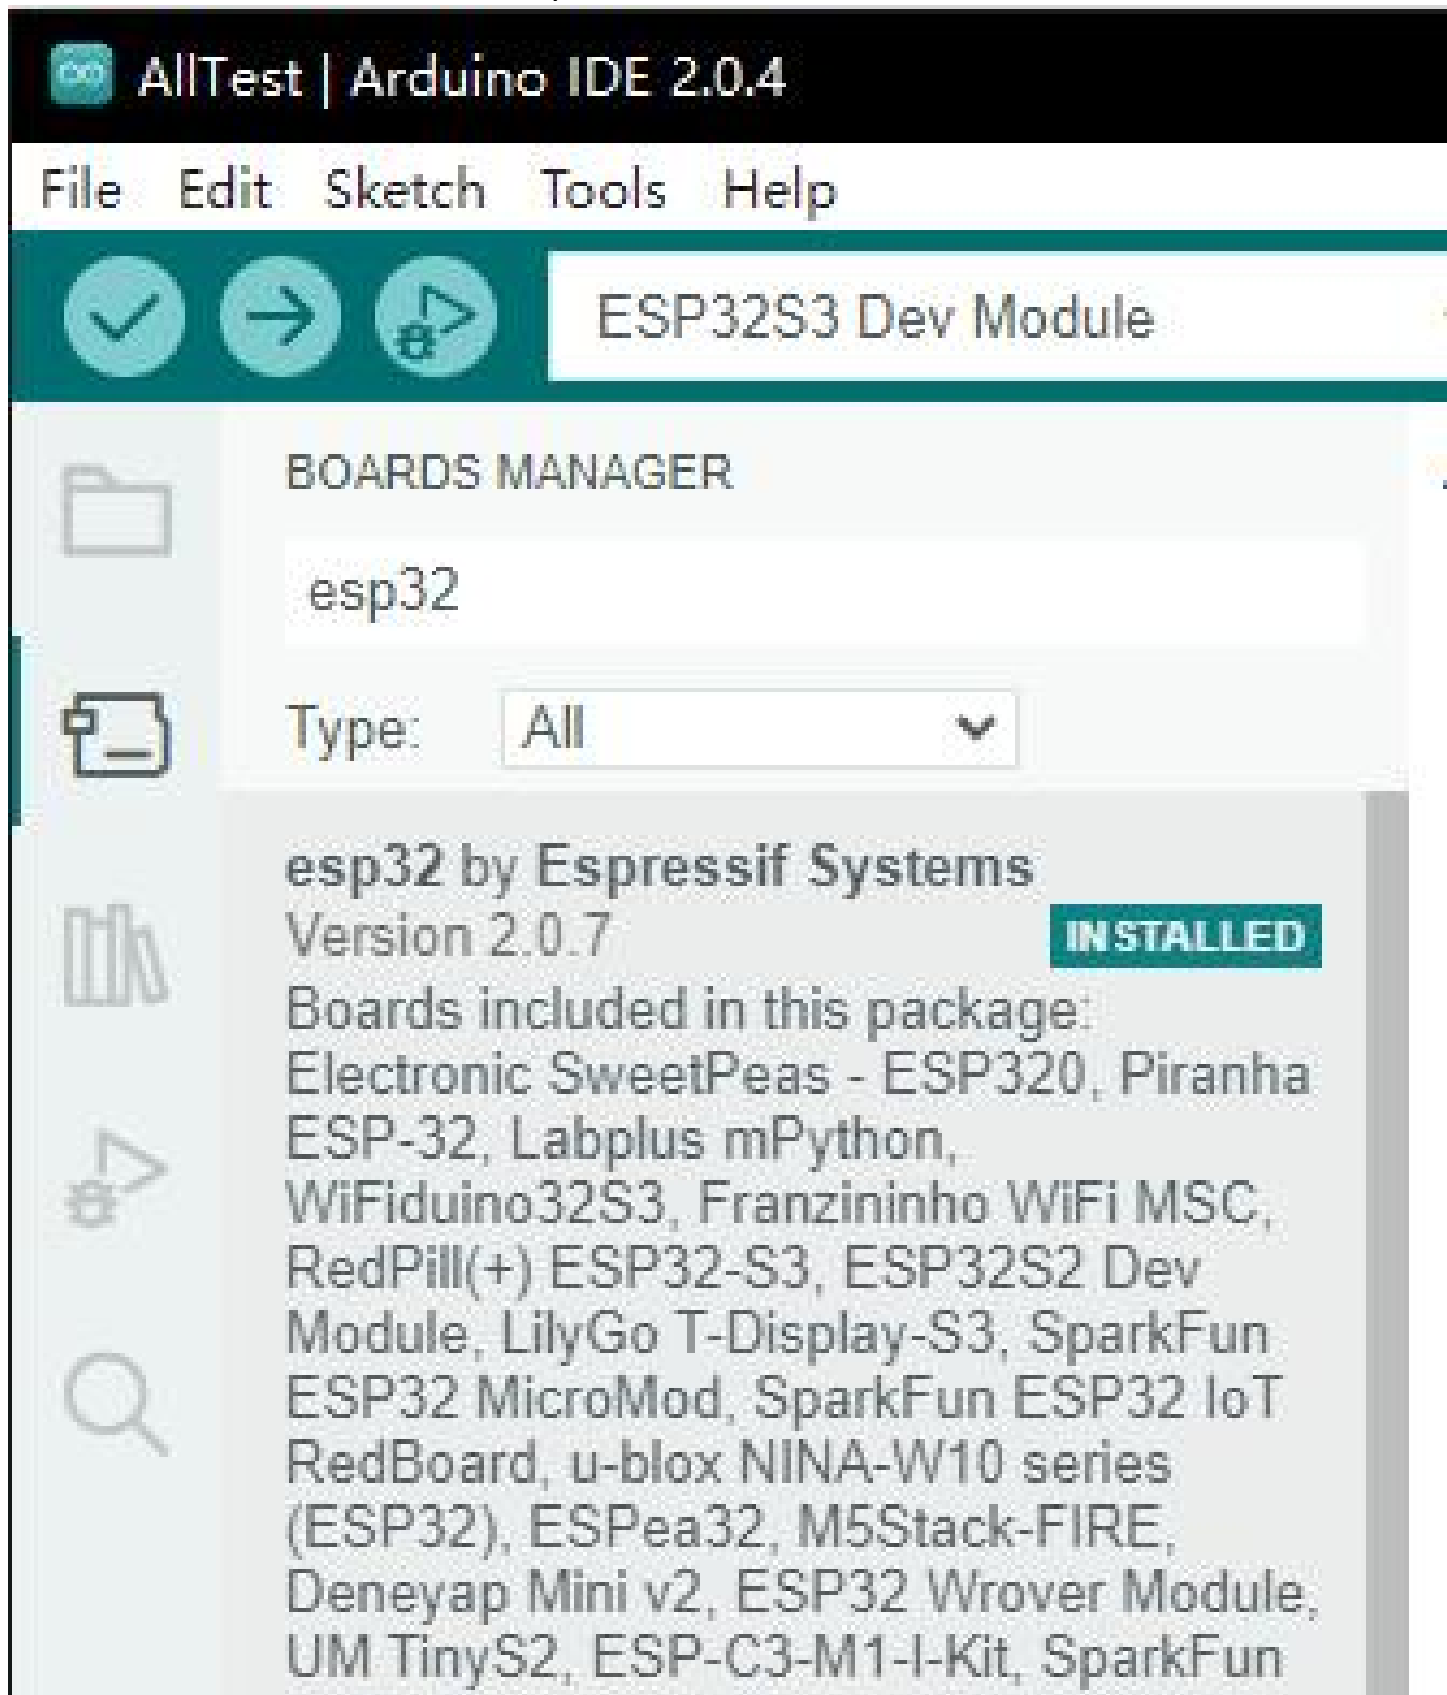 AllTest | Arduino IDE 2.0.4
File Edit Sketch Tools Help
ESP32S3 Dev Module
BOARDS MANAGER
esp32
Type: All
esp32 by Espressif Systems
Version 2.0.7 INSTALLED
Boards included in this package:
Electronic SweetPeas - ESP320, Piranha
ESP-32, Labplus mPython,
WiFiduino32S3, Franzininho WiFi MSC,
RedPill(+) ESP32-S3, ESP32S2 Dev
Module, LilyGo T-Display-S3, SparkFun
ESP32 MicroMod, SparkFun ESP32 IoT
RedBoard, u-blox NINA-W10 series
(ESP32), ESPea32, M5Stack-FIRE,
Deneyap Mini v2, ESP32 Wrover Module,
UM TinyS2, ESP-C3-M1-I-Kit, SparkFun